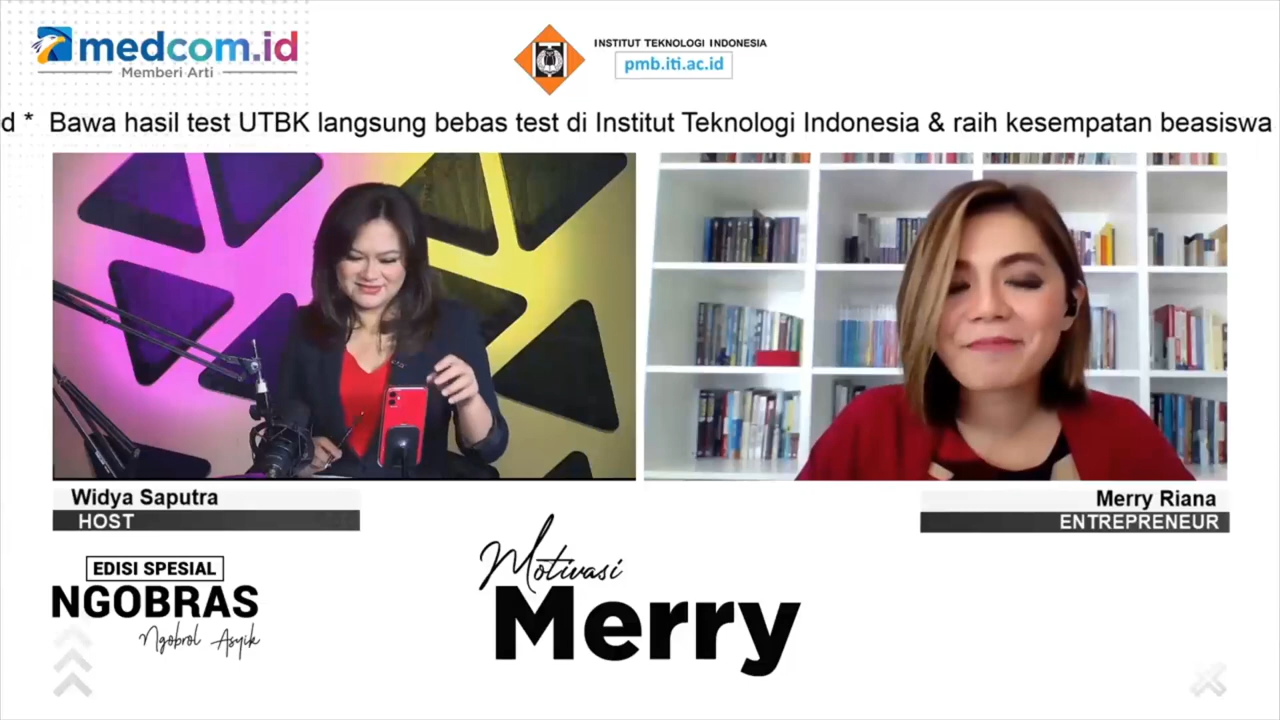 medcom.id
Memberi Arti
INSTITUT TEKNOLOGI INDONESIA
pmb.iti.ac.id
d * Bawa hasil test UTBK langsung bebas test di Institut Teknologi Indonesia & raih kesempatan beasiswa
Widya Saputra
HOST
Merry Riana
ENTREPRENEUR
EDISI SPESIAL
NGOBRAS
Ngobrol Asyik
Motivasi
Merry